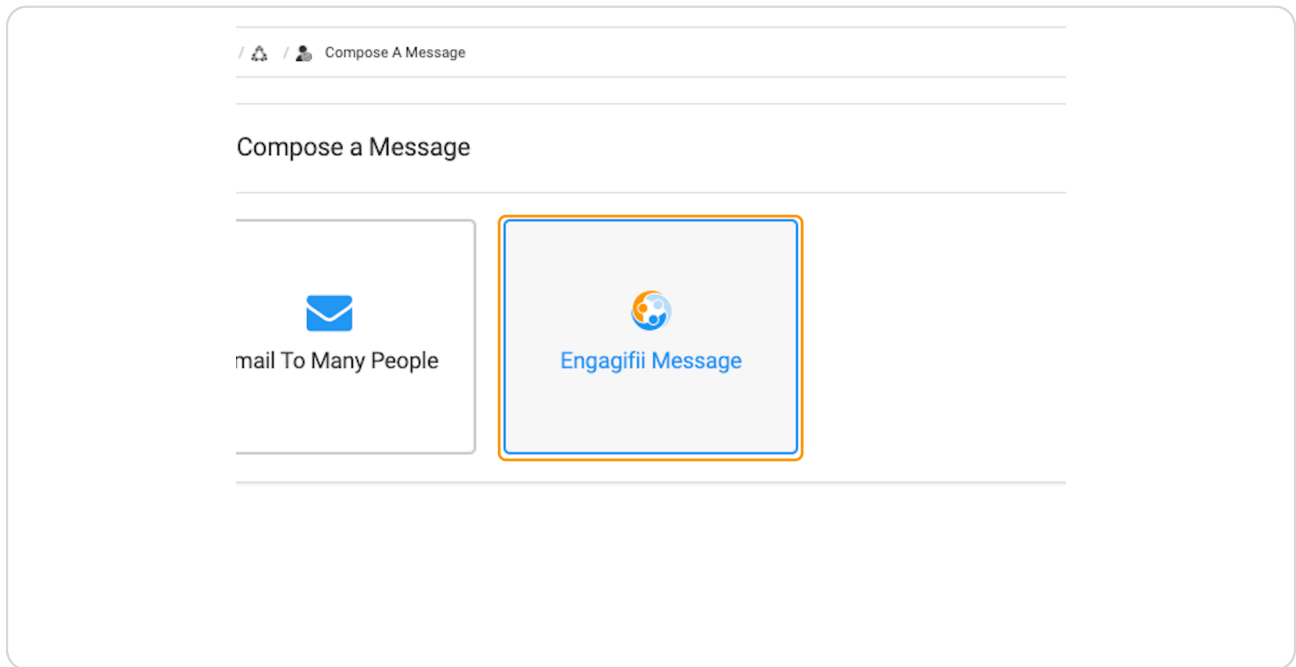 / / Compose A Message
Compose a Message
mail To Many People
Engagifii Message